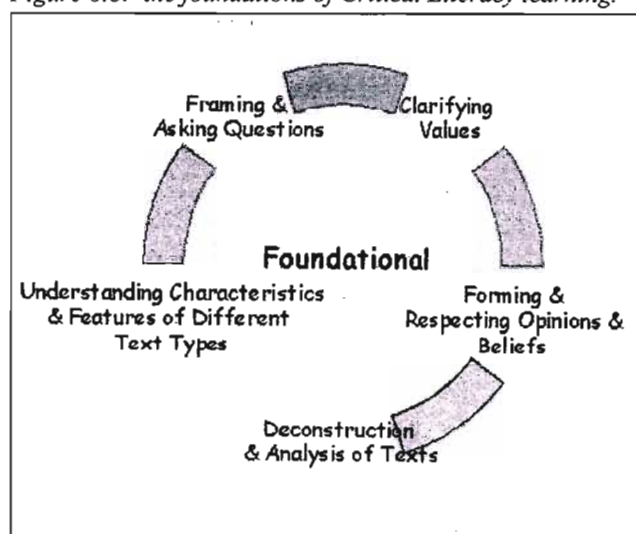 Figure 6.8: the foundations of Critical Literacy learning.
Framing &
Asking Questions
Clarifying
Values
Foundational
Understanding Characteristics
& Features of Different
Text Types
Forming &
Respecting Opinions &
Beliefs
Deconstruction
& Analysis of Texts